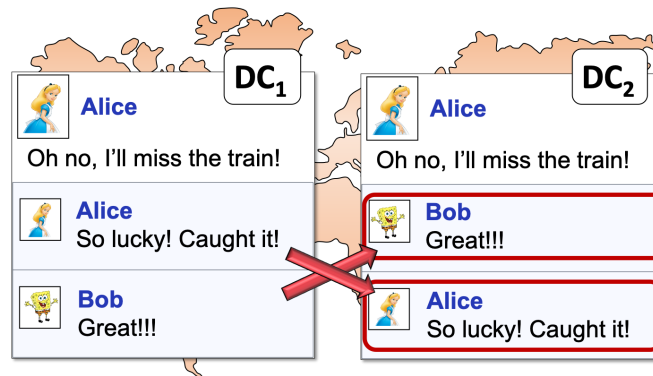 DC1
Alice
Oh no, I'll miss the train!
Alice
So lucky! Caught it!
Bob
Great!!!
DC2
Alice
Oh no, I'll miss the train!
Bob
Great!!!
Alice
So lucky! Caught it!